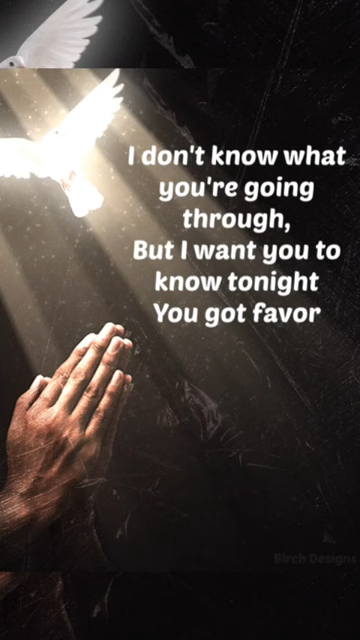 I don't know what
you're going
through,
But I want you to
know tonight
You got favor
Birch Designs